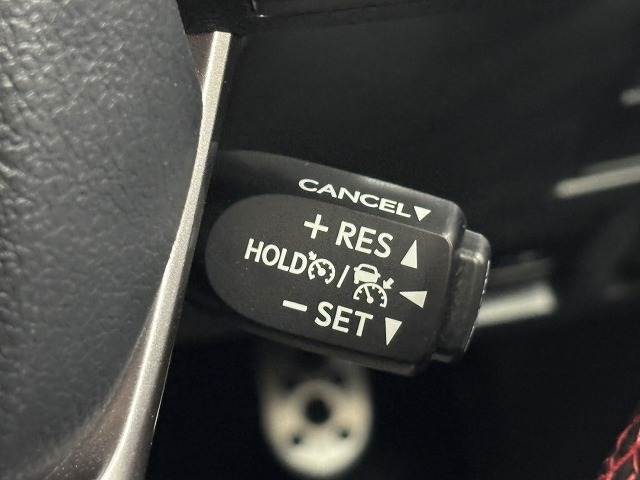 CANCEL▼
+ RES ▲
HOLD / ◀
− SET ▼